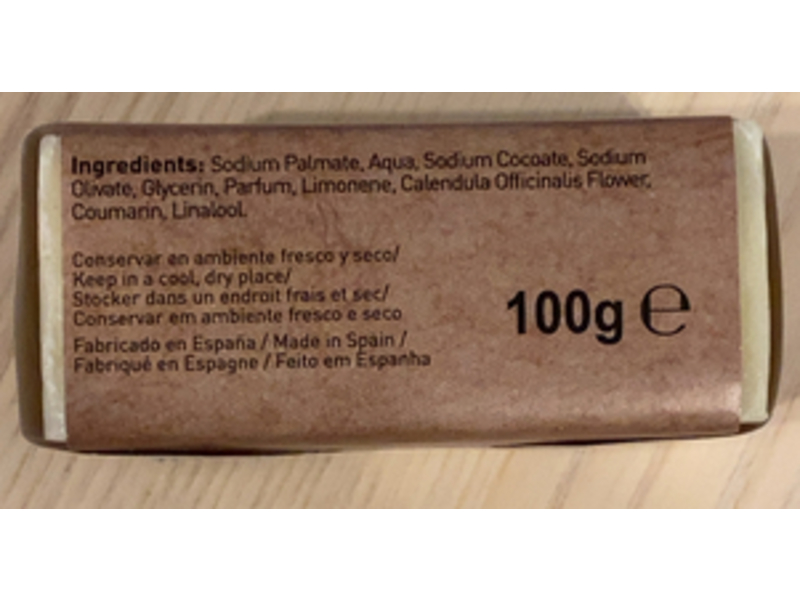 Ingredients: Sodium Palmate, Aqua, Sodium Cocoate, Sodium
Olivate, Glycerin, Parfum, Limonene, Calendula Officinalis Flower,
Coumarin, Linalool.
Conservar en ambiente fresco y seco/
Keep in a cool, dry place/
Stocker dans un endroit frais et sec/
Conservar em ambiente fresco e seco
Fabricado en España / Made in Spain /
Fabriqué en Espagne / Feito em Espanha
100g ℮